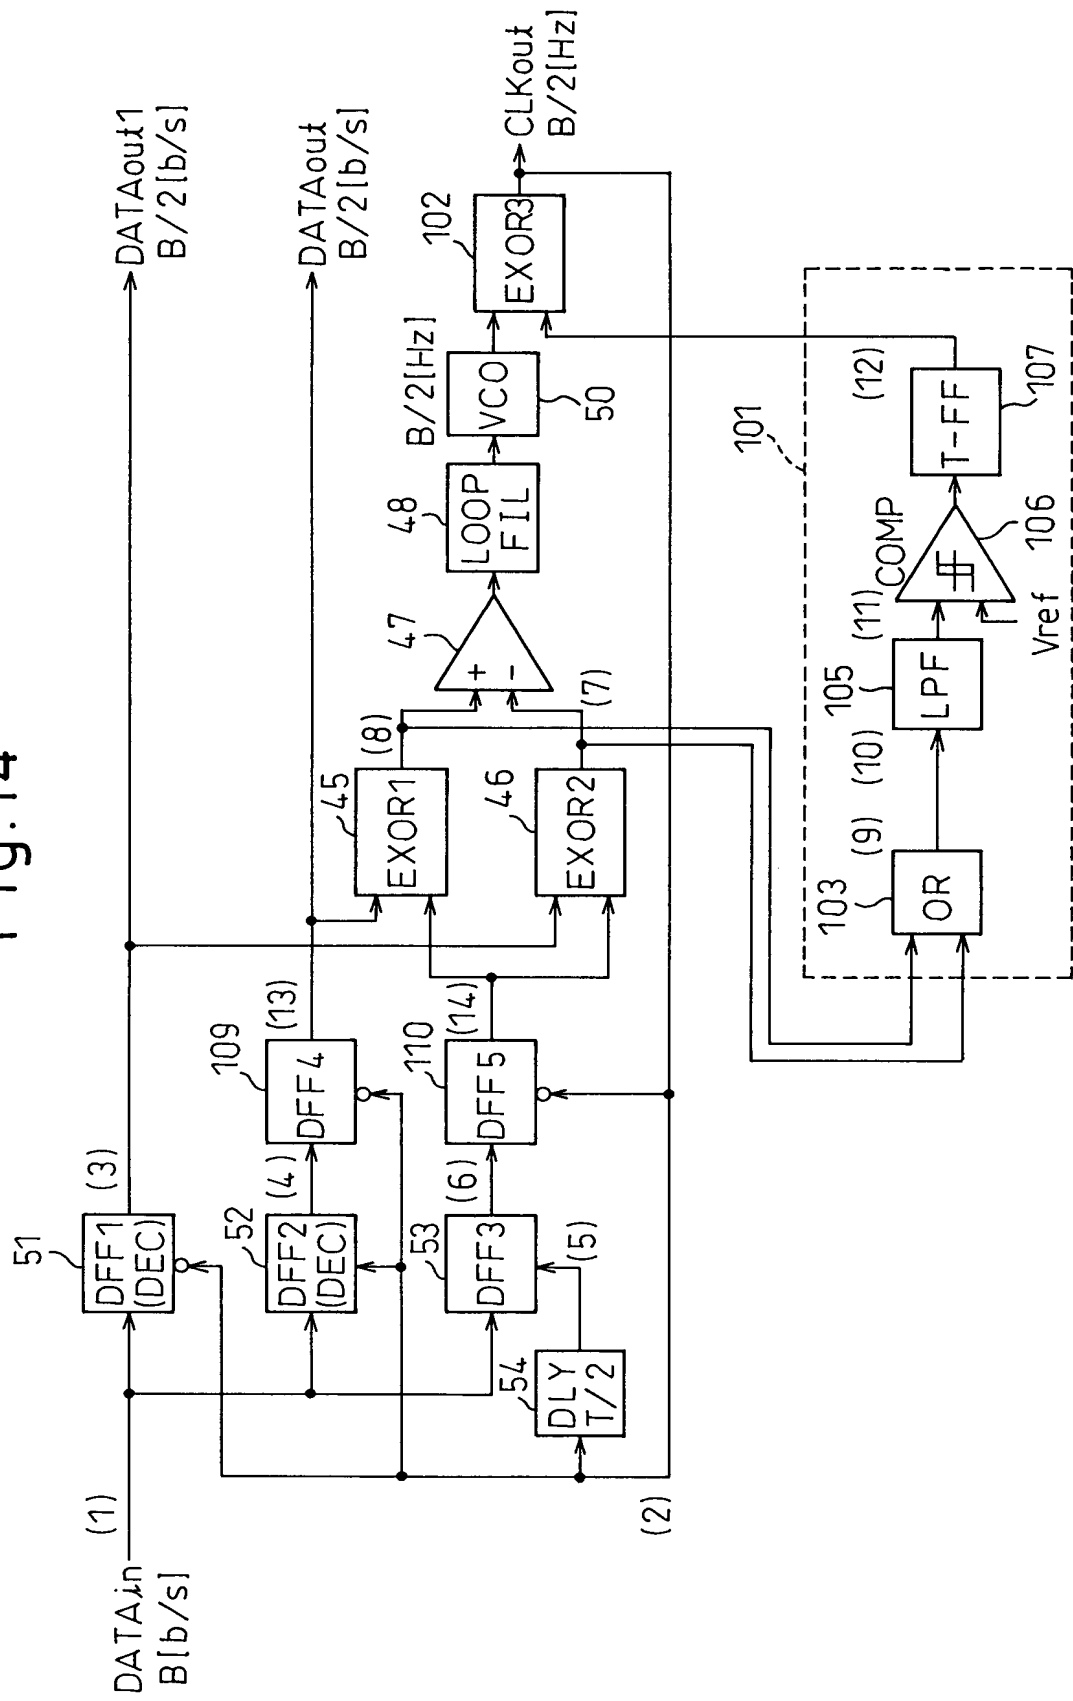 Fig.14
DATAin
B[b/s]
(1)
51
DFF1
(DEC)
(3)
DATAout1
B/2[b/s]
52
DFF2
(DEC)
(4)
109
DFF4
(13)
DATAout
B/2[b/s]
53
DFF3
(6)
110
DFF5
(14)
54
DLY
T/2
(5)
(2)
45
EXOR1
(8)
46
EXOR2
(7)
47
+
-
48
LOOP
FIL
B/2[Hz]
VCO
50
102
EXOR3
CLKout
B/2[Hz]
101
103
OR
(9)
(10)
105
LPF
(11)
COMP
Vref
106
T-FF
107
(12)